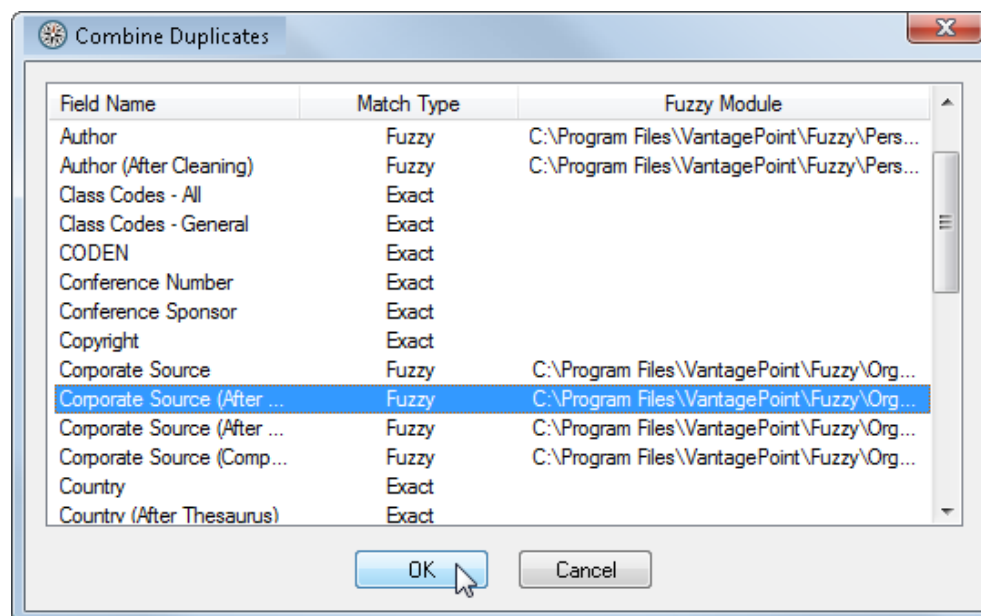 Combine Duplicates
Field Name Match Type Fuzzy Module
Author Fuzzy C:\Program Files\VantagePoint\Fuzzy\Pers...
Author (After Cleaning) Fuzzy C:\Program Files\VantagePoint\Fuzzy\Pers...
Class Codes - All Exact
Class Codes - General Exact
CODEN Exact
Conference Number Exact
Conference Sponsor Exact
Copyright Exact
Corporate Source Fuzzy C:\Program Files\VantagePoint\Fuzzy\Org...
Corporate Source (After ... Fuzzy C:\Program Files\VantagePoint\Fuzzy\Org...
Corporate Source (After ... Fuzzy C:\Program Files\VantagePoint\Fuzzy\Org...
Corporate Source (Comp... Fuzzy C:\Program Files\VantagePoint\Fuzzy\Org...
Country Exact
Country (After Thesaurus) Exact
OK Cancel